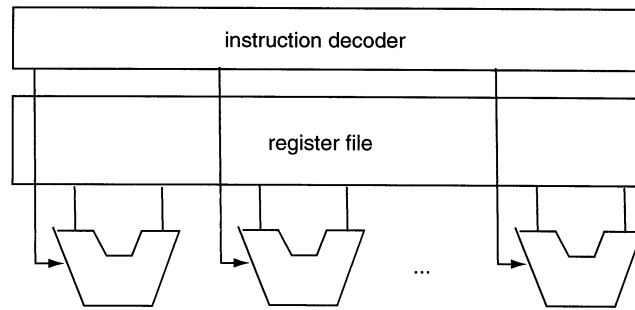 instruction decoder
register file
...